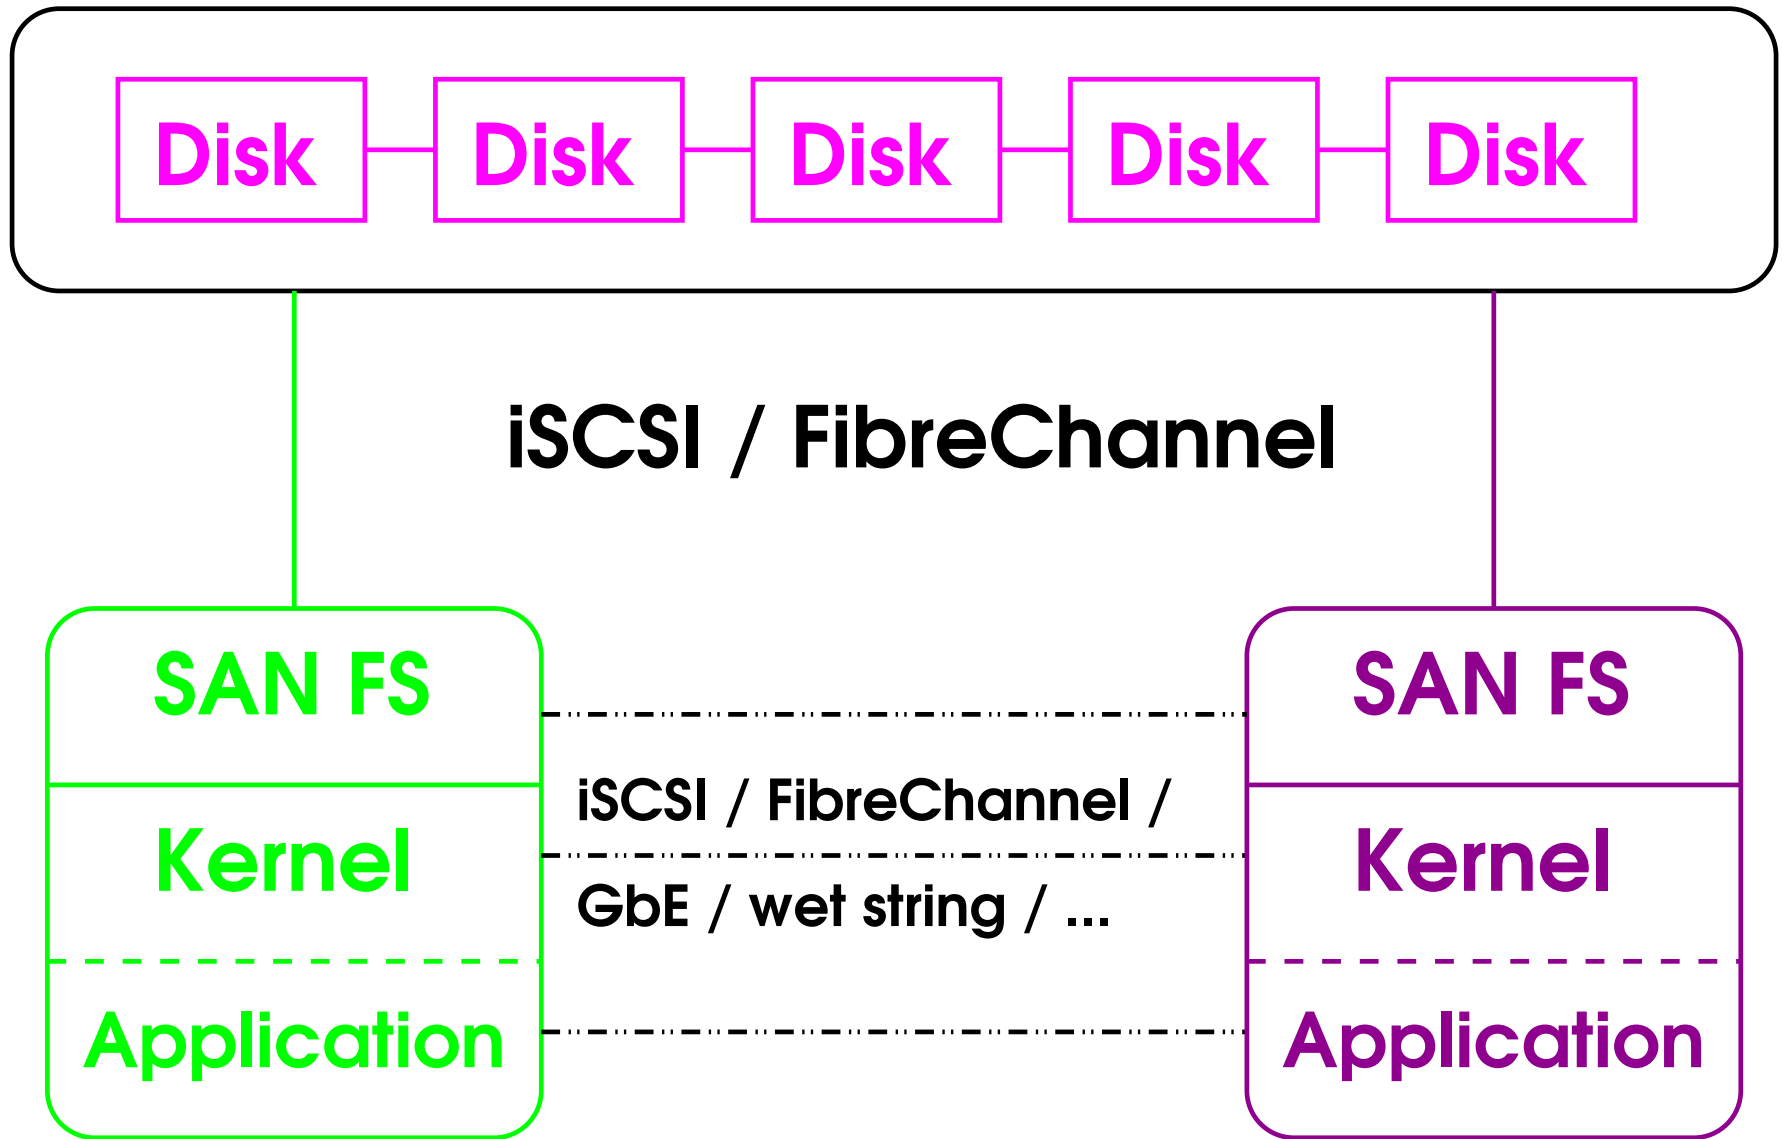 Disk Disk Disk Disk Disk
iSCSI / FibreChannel
SAN FS
SAN FS
iSCSI / FibreChannel /
Kernel
Kernel
GbE / wet string / ...
Application
Application